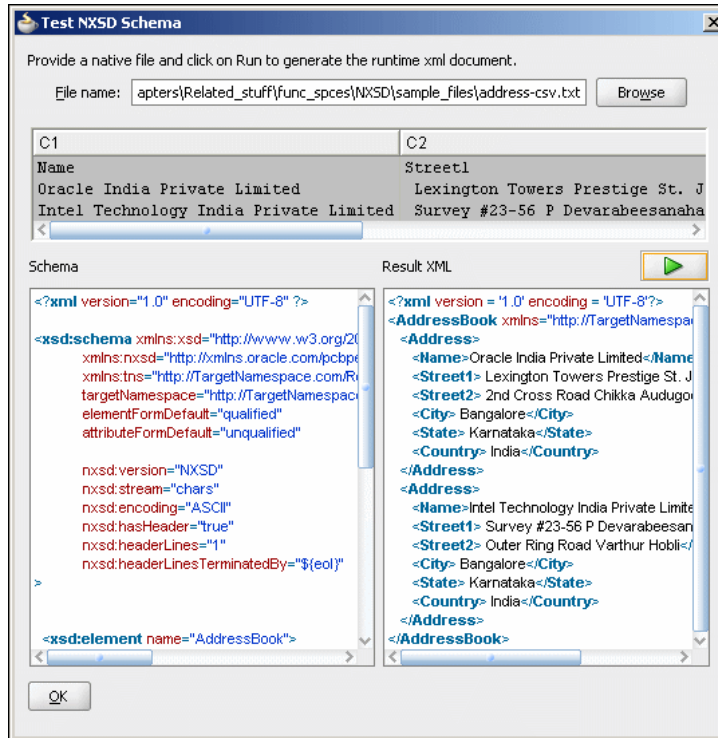 Test NXSD Schema
Provide a native file and click on Run to generate the runtime xml document.
File name: apters\Related_stuff\func_spces\NXSD\sample_files\address-csv.txt Browse
C1 C2
Name Street1
Oracle India Private Limited Lexington Towers Prestige St. J
Intel Technology India Private Limited Survey #23-56 P Devarabeesanaha
Schema
<?xml version="1.0" encoding="UTF-8" ?>
<xsd:schema xmlns:xsd="http://www.w3.org/20
xmlns:nxsd="http://xmlns.oracle.com/pcbpe
xmlns:tns="http://TargetNamespace.com/Re
targetNamespace="http://TargetNamespac
elementFormDefault="qualified"
attributeFormDefault="unqualified"
nxsd:version="NXSD"
nxsd:stream="chars"
nxsd:encoding="ASCII"
nxsd:hasHeader="true"
nxsd:headerLines="1"
nxsd:headerLinesTerminatedBy="${eol}"
>
<xsd:element name="AddressBook">
Result XML
<?xml version = '1.0' encoding = 'UTF-8'?>
<AddressBook xmlns="http://TargetNamespa
<Address>
<Name>Oracle India Private Limited</Name
<Street1> Lexington Towers Prestige St. J
<Street2> 2nd Cross Road Chikka Audugo
<City> Bangalore</City>
<State> Karnataka</State>
<Country> India</Country>
</Address>
<Address>
<Name>Intel Technology India Private Limite
<Street1> Survey #23-56 P Devarabeesan
<Street2> Outer Ring Road Varthur Hobli</
<City> Bangalore</City>
<State> Karnataka</State>
<Country> India</Country>
</Address>
</AddressBook>
OK